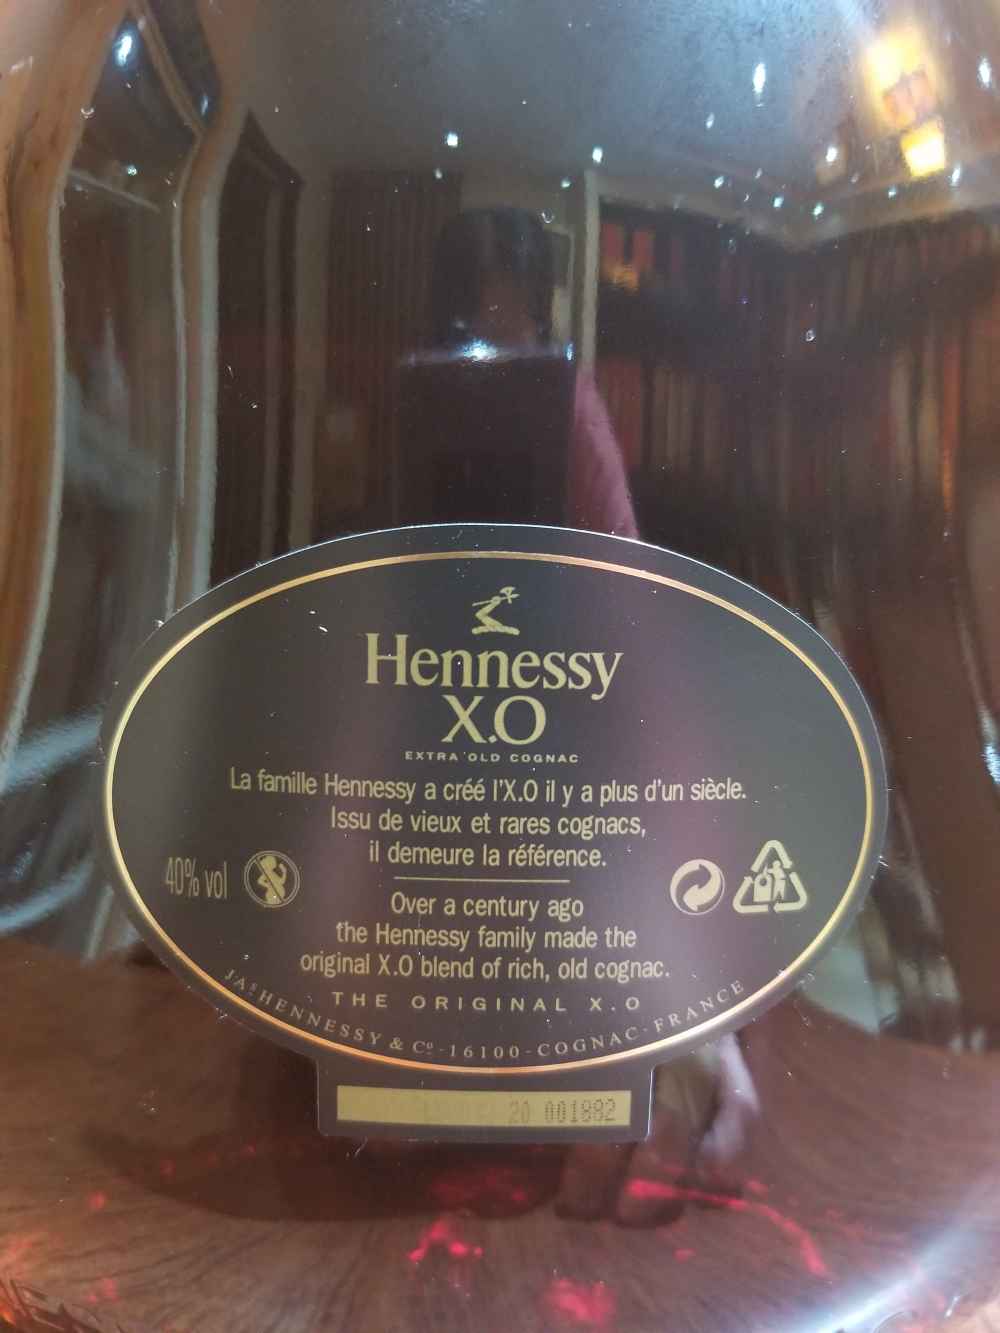 Hennessy
X.O
EXTRA OLD COGNAC
La famille Hennessy a créé l'X.O il y a plus d'un siècle.
Issu de vieux et rares cognacs,
il demeure la référence.
40% vol
Over a century ago
the Hennessy family made the
original X.O blend of rich, old cognac.
THE ORIGINAL X.O
JAS HENNESSY & Cº - 16100 - COGNAC - FRANCE
20 001882